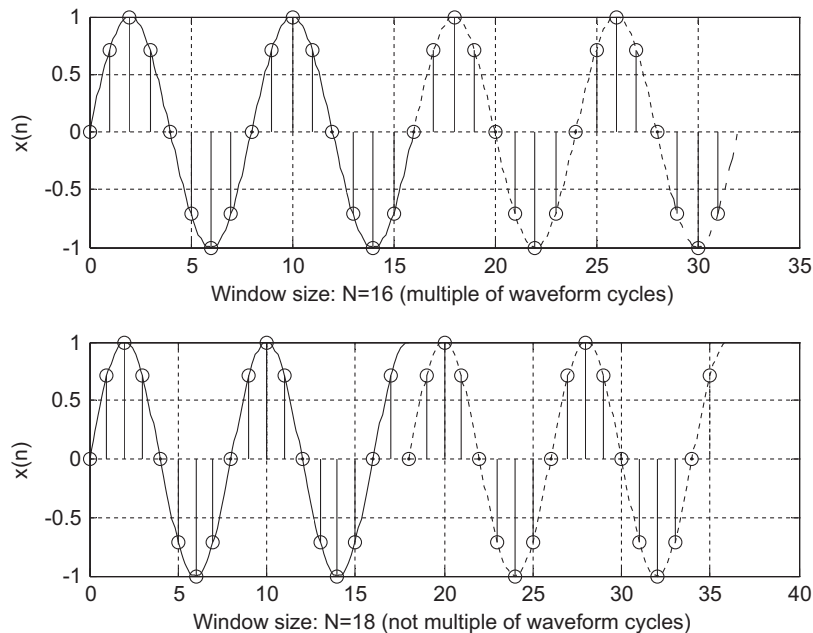 1
0.5
0
-0.5
-1
x(n)
0 5 10 15 20 25 30 35
Window size: N=16 (multiple of waveform cycles)
1
0.5
0
-0.5
-1
x(n)
0 5 10 15 20 25 30 35 40
Window size: N=18 (not multiple of waveform cycles)